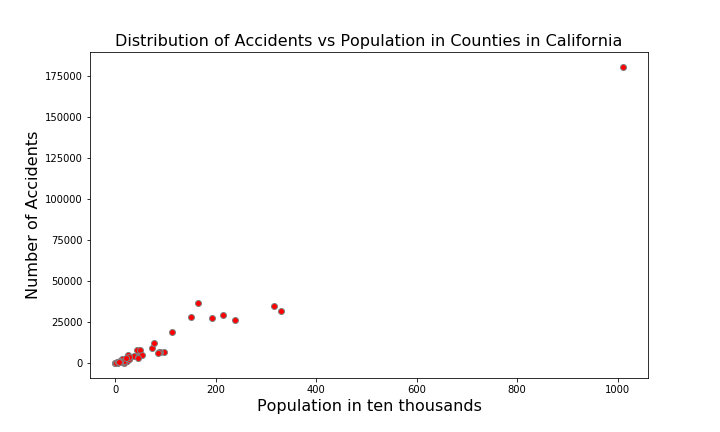 Distribution of Accidents vs Population in Counties in California
175000
150000
125000
100000
75000
50000
25000
0
Number of Accidents
0 200 400 600 800 1000
Population in ten thousands